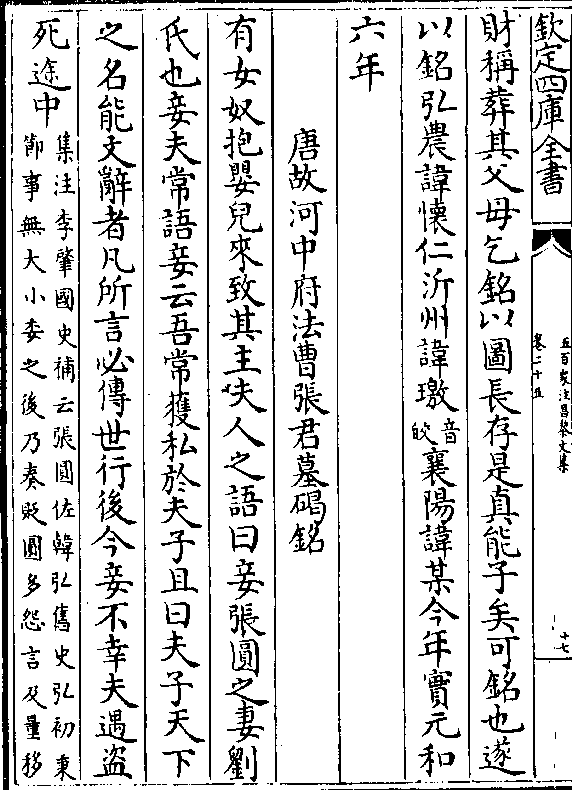 欽定四庫全書
五百家注昌黎文集
卷二十五
十七
財稱葬其父母乞銘以圖長存是真能子矣可銘也遂
以銘弘農諱懷仁沂州諱璬音皎襄陽諱某今年實元和
六年
唐故河中府法曹張君墓碣銘
有女奴抱嬰兒來致其主夫人之語曰妾張圓之妻劉
氏也妾夫常語妾云吾常獲私於夫子且曰夫子天下
之名能文辭者凡所言必傳世行後今妾不幸夫遇盜
死途中集注李肇國史補云張圓佐韓弘舊史弘初秉
節事無大小委之後乃奏貶圓多怨言及量移